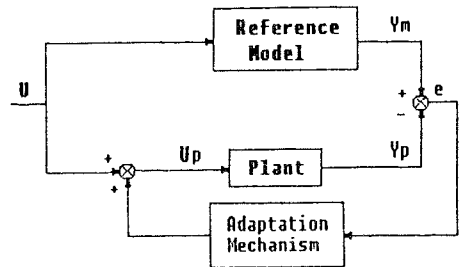 Reference
Model
Ym
U
+
e
−
Up
Yp
+
+
Plant
Adaptation
Mechanism